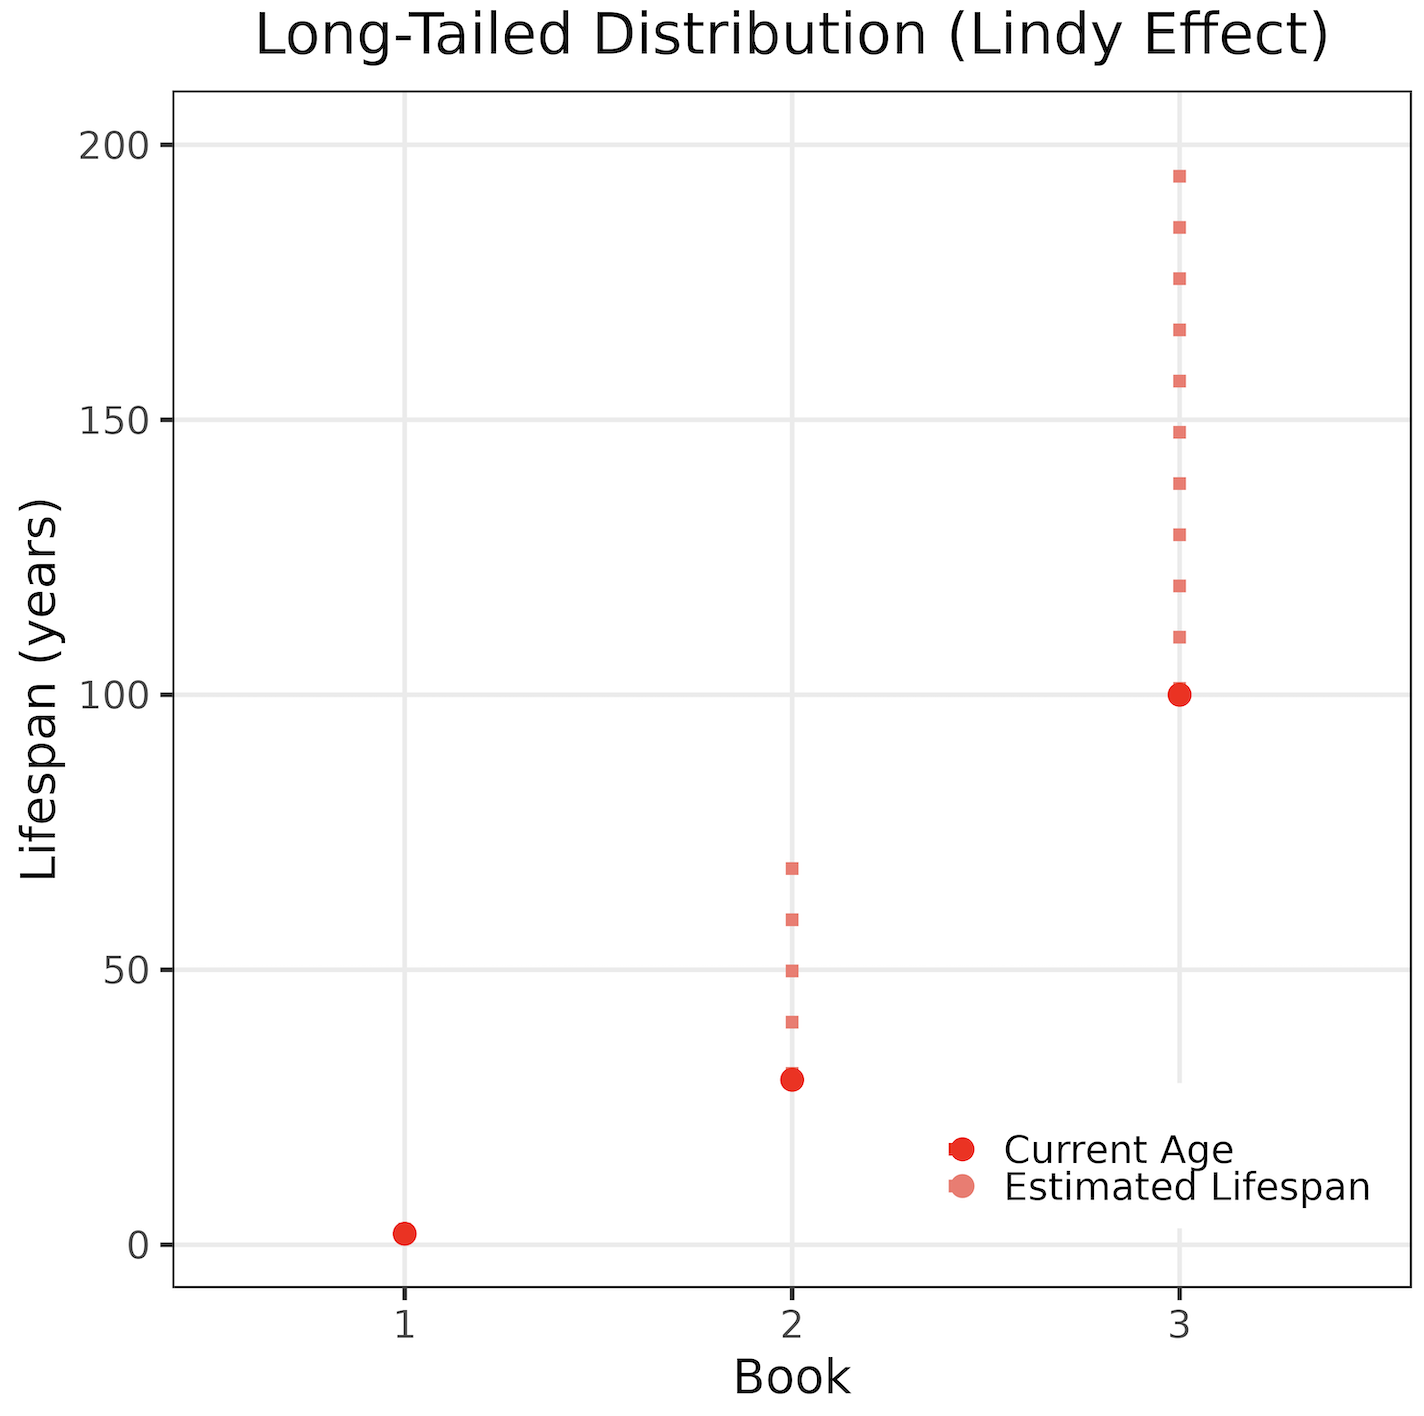 Long-Tailed Distribution (Lindy Effect)
Lifespan (years)
200
150
100
50
0
Current Age
Estimated Lifespan
1 2 3
Book